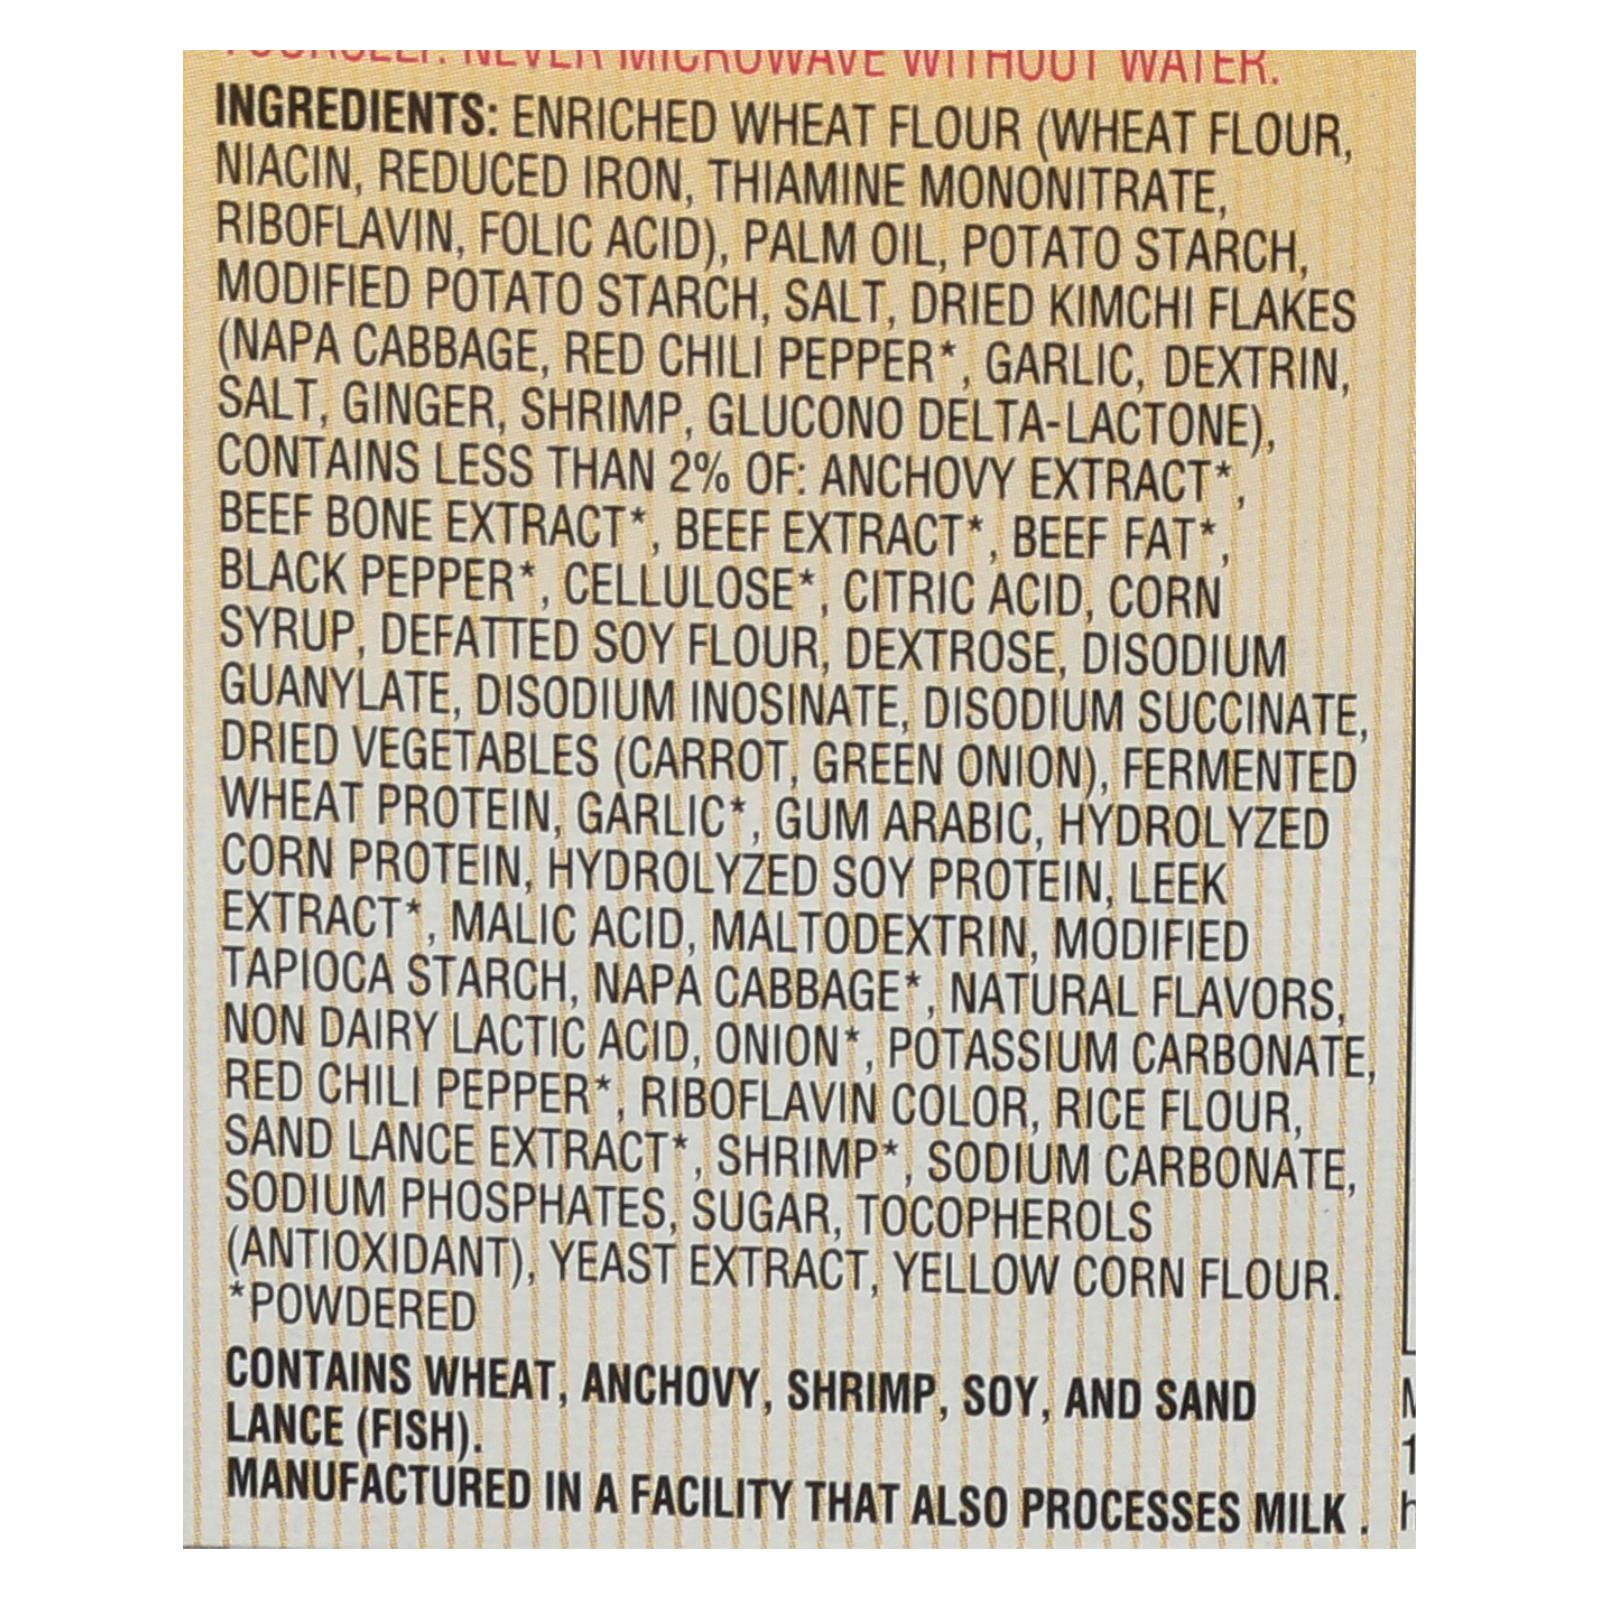 YOURSELF. NEVER MICROWAVE WITHOUT WATER.
INGREDIENTS: ENRICHED WHEAT FLOUR (WHEAT FLOUR,
NIACIN, REDUCED IRON, THIAMINE MONONITRATE,
RIBOFLAVIN, FOLIC ACID), PALM OIL, POTATO STARCH,
MODIFIED POTATO STARCH, SALT, DRIED KIMCHI FLAKES
(NAPA CABBAGE, RED CHILI PEPPER*, GARLIC, DEXTRIN,
SALT, GINGER, SHRIMP, GLUCONO DELTA-LACTONE),
CONTAINS LESS THAN 2% OF: ANCHOVY EXTRACT*,
BEEF BONE EXTRACT*, BEEF EXTRACT*, BEEF FAT*,
BLACK PEPPER*, CELLULOSE*, CITRIC ACID, CORN
SYRUP, DEFATTED SOY FLOUR, DEXTROSE, DISODIUM
GUANYLATE, DISODIUM INOSINATE, DISODIUM SUCCINATE,
DRIED VEGETABLES (CARROT, GREEN ONION), FERMENTED
WHEAT PROTEIN, GARLIC*, GUM ARABIC, HYDROLYZED
CORN PROTEIN, HYDROLYZED SOY PROTEIN, LEEK
EXTRACT*, MALIC ACID, MALTODEXTRIN, MODIFIED
TAPIOCA STARCH, NAPA CABBAGE*, NATURAL FLAVORS,
NON DAIRY LACTIC ACID, ONION*, POTASSIUM CARBONATE,
RED CHILI PEPPER*, RIBOFLAVIN COLOR, RICE FLOUR,
SAND LANCE EXTRACT*, SHRIMP*, SODIUM CARBONATE,
SODIUM PHOSPHATES, SUGAR, TOCOPHEROLS
(ANTIOXIDANT), YEAST EXTRACT, YELLOW CORN FLOUR.
*POWDERED
CONTAINS WHEAT, ANCHOVY, SHRIMP, SOY, AND SAND
LANCE (FISH).
MANUFACTURED IN A FACILITY THAT ALSO PROCESSES MILK .